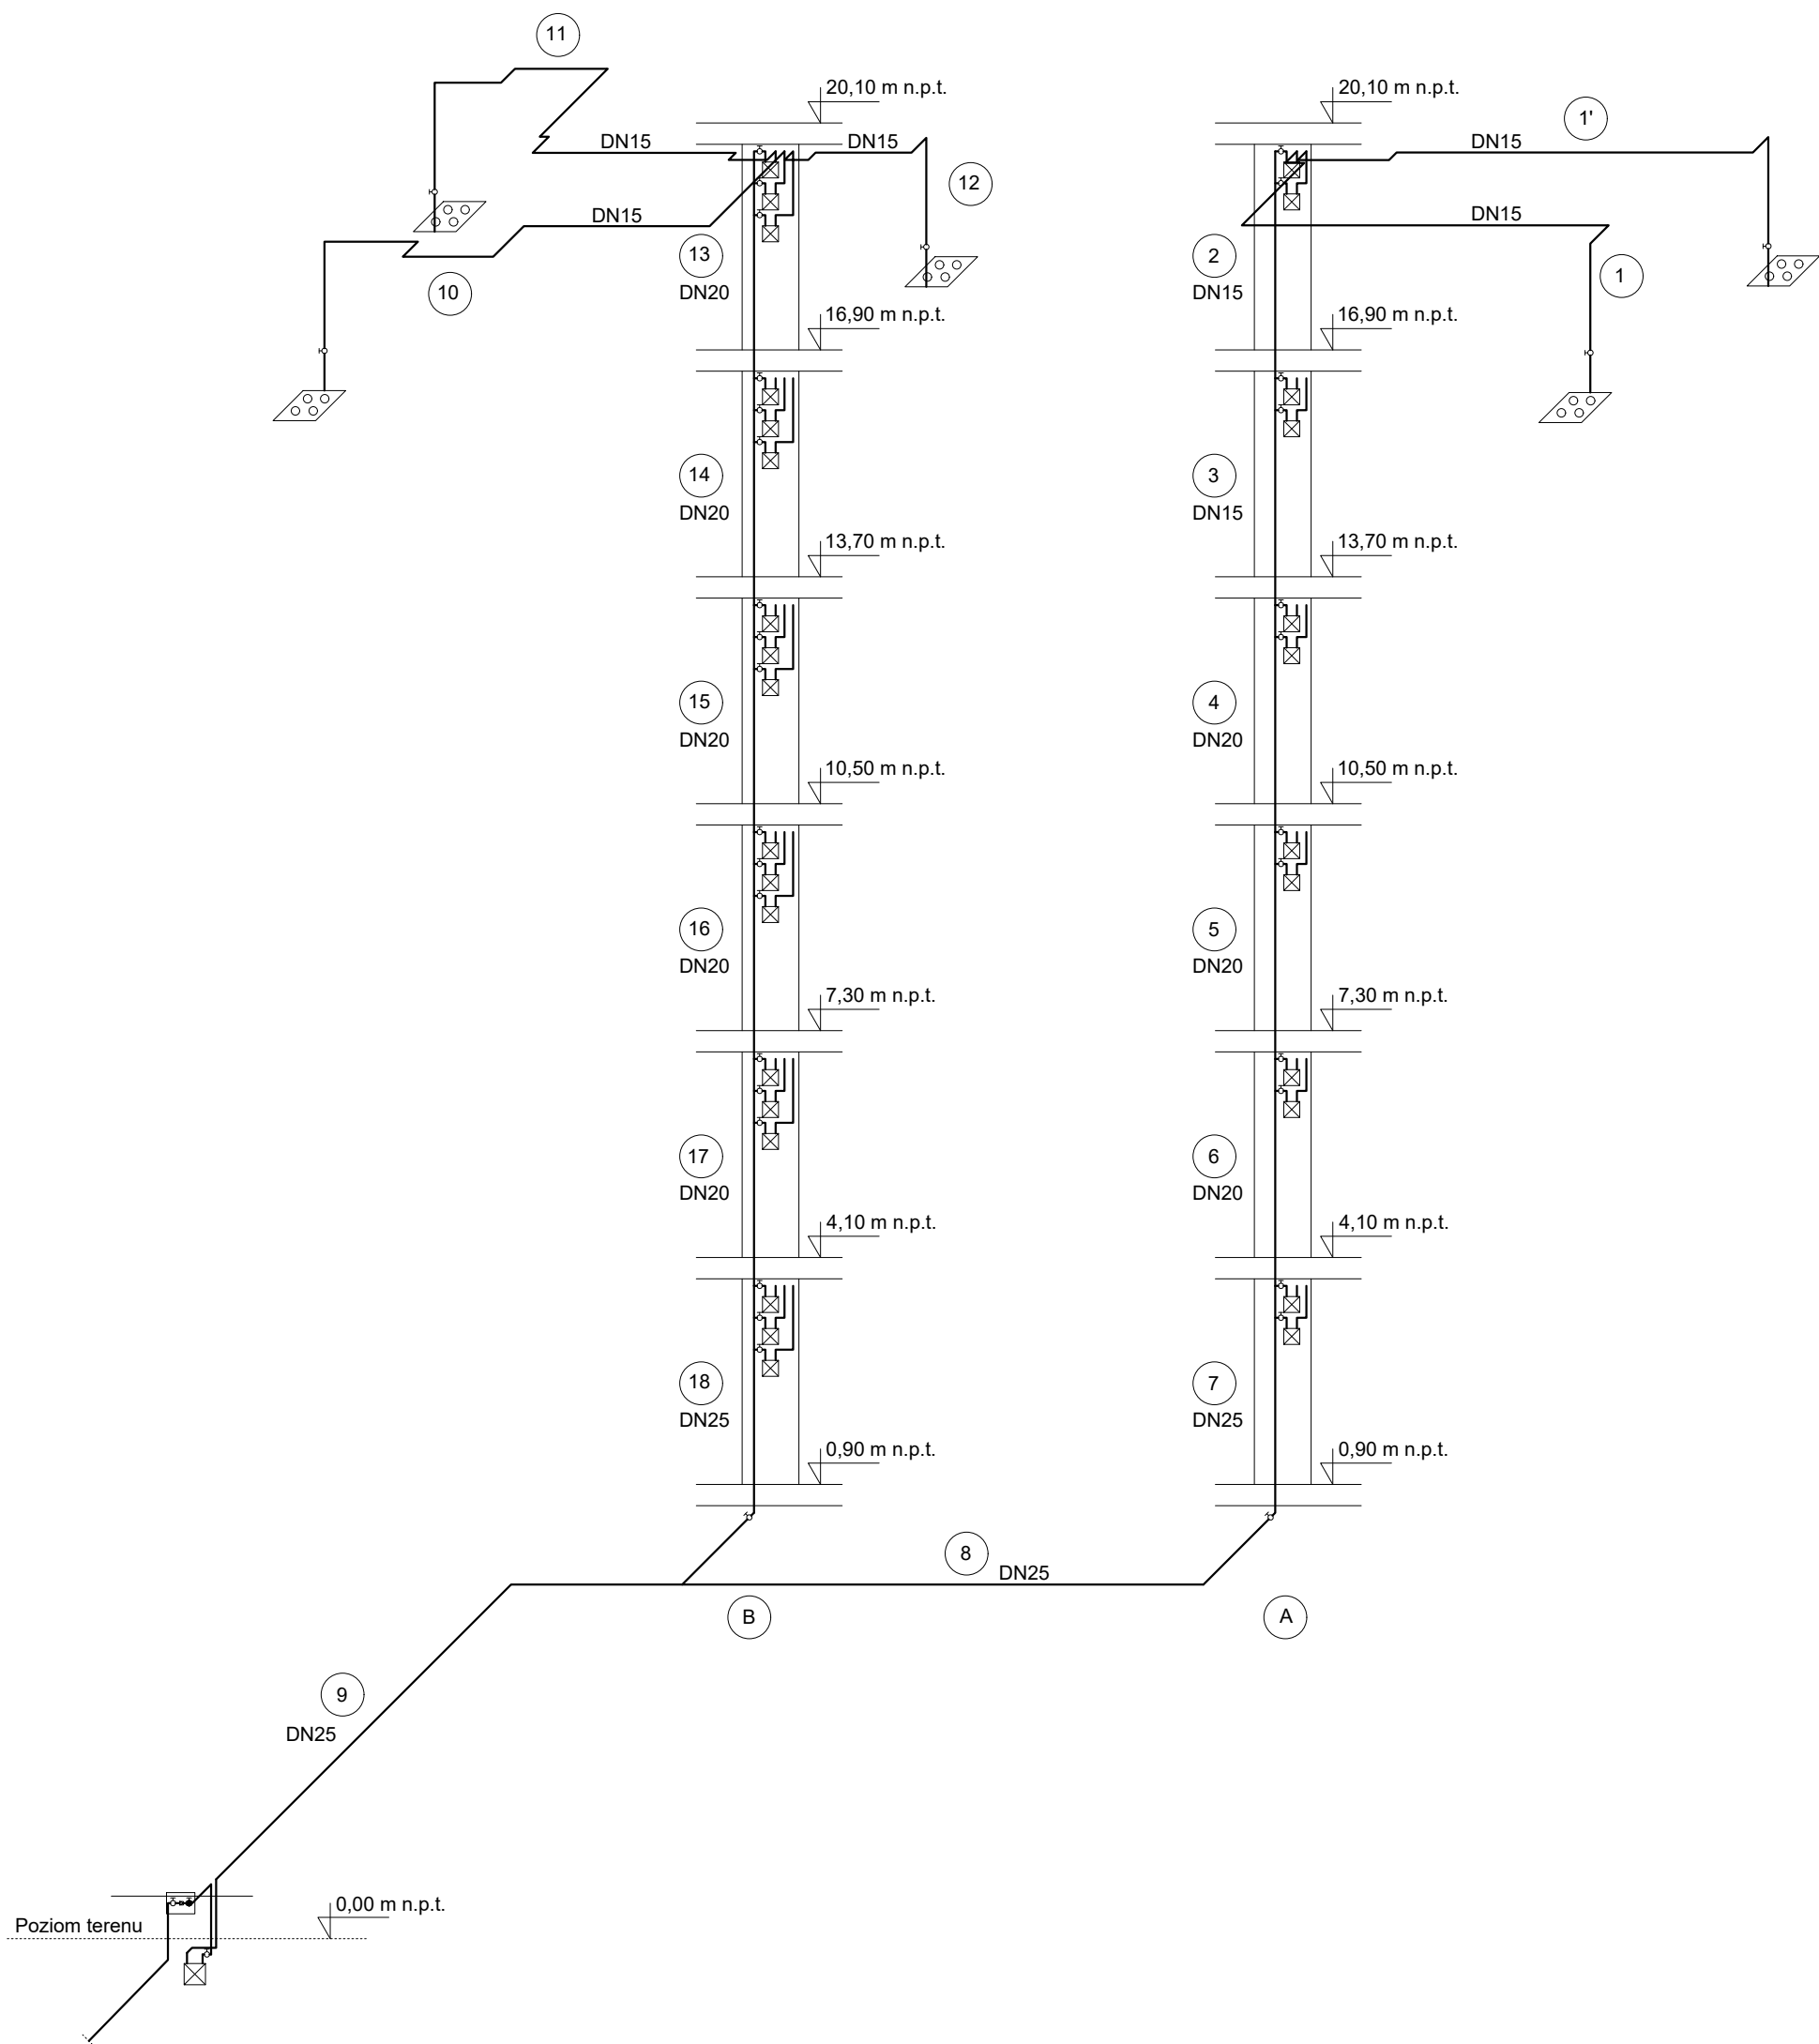 11
20,10 m n.p.t.
20,10 m n.p.t.
1'
DN15
DN15
DN15
12
DN15
DN15
13
2
1
10
DN20
DN15
16,90 m n.p.t.
16,90 m n.p.t.
14
3
DN20
DN15
13,70 m n.p.t.
13,70 m n.p.t.
15
4
DN20
DN20
10,50 m n.p.t.
10,50 m n.p.t.
16
5
DN20
DN20
7,30 m n.p.t.
7,30 m n.p.t.
17
6
DN20
DN20
4,10 m n.p.t.
4,10 m n.p.t.
18
7
DN25
DN25
0,90 m n.p.t.
0,90 m n.p.t.
8
DN25
B
A
9
DN25
0,00 m n.p.t.
Poziom terenu